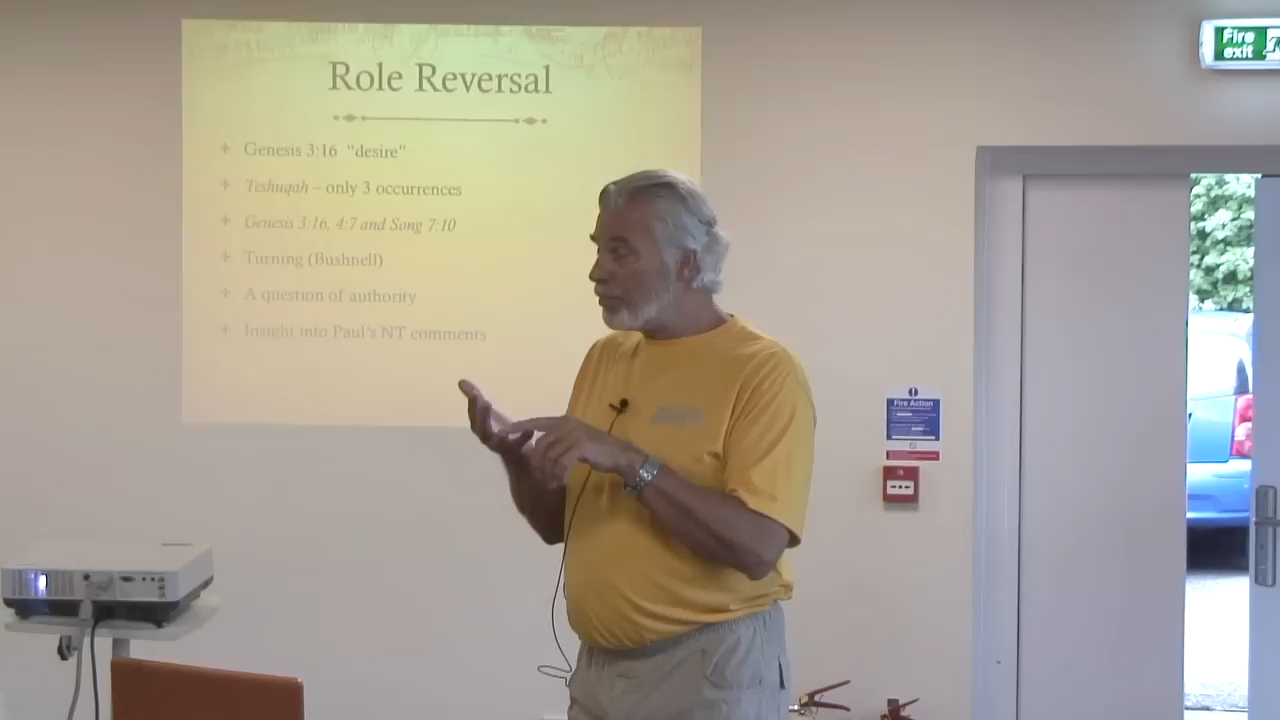 Role Reversal
Genesis 3:16 "desire"
Teshuqah – only 3 occurrences
Genesis 3:16, 4:7 and Song 7:10
Turning (Bushnell)
A question of authority
Insight into Paul's NT comments
Fire
exit
Fire Action